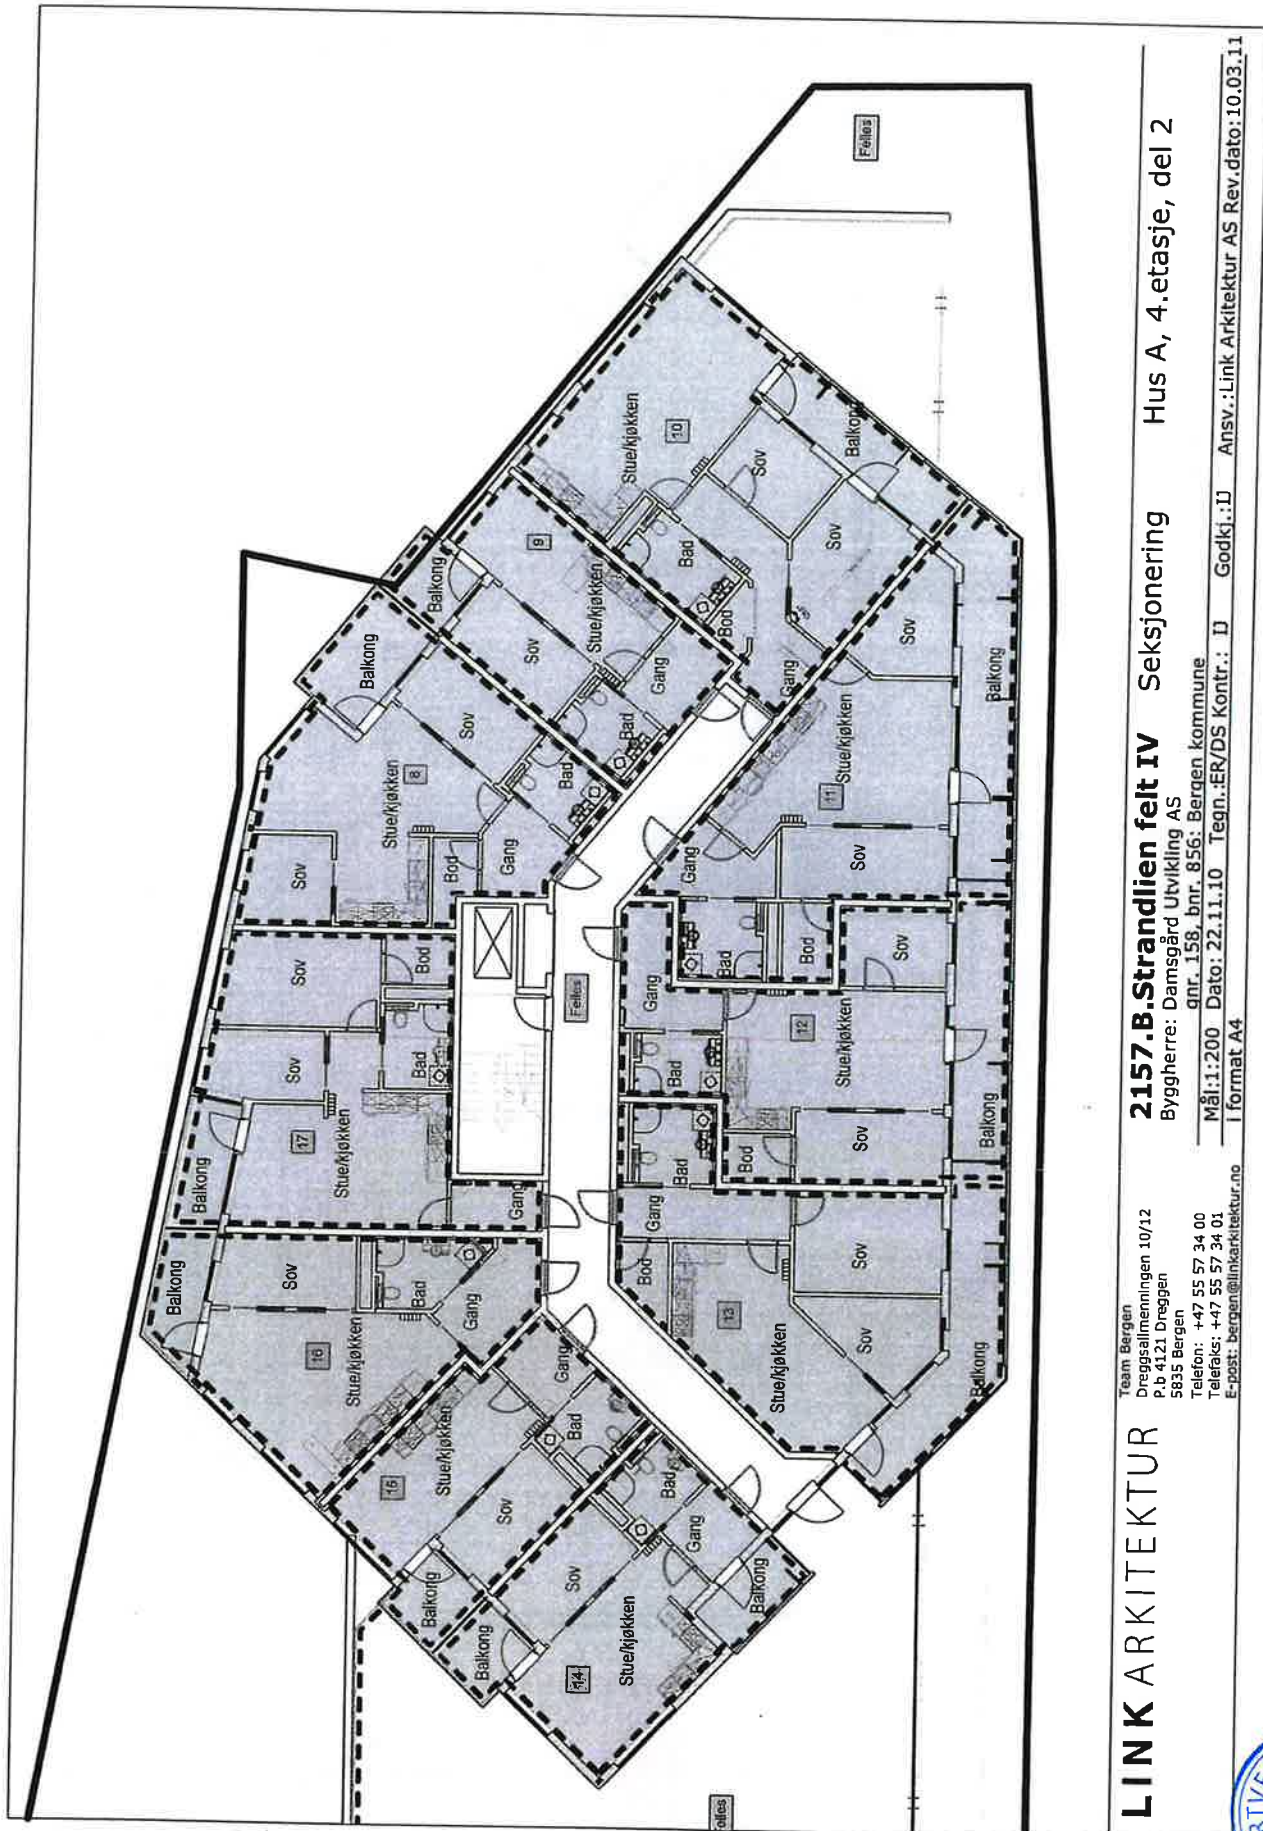 Felles
10
Stue/kjøkken
Sov
Balkong
Sov
Bad
Bod
Gang
9
Balkong
Stue/kjøkken
Sov
Gang
Bad
Balkong
Sov
8
Stue/kjøkken
Bad
Sov
Bod
Gang
Sov
Balkong
11
Stue/kjøkken
Sov
Gang
Bad
Bod
Felles
Sov
Bod
Sov
Bad
17
Stue/kjøkken
Balkong
Gang
Sov
Gang
12
Stue/kjøkken
Bad
Sov
Bod
Balkong
Balkong
Sov
Bad
Gang
16
Stue/kjøkken
Bad
Gang
Bod
13
Stue/kjøkken
Sov
Sov
Balkong
Gang
Bad
15
Stue/kjøkken
Sov
Balkong
Bad
Gang
Sov
Balkong
14
Stue/kjøkken
Balkong
LINK ARKITEKTUR
Team Bergen
Dreggsallmenningen 10/12
P.b 4121 Dreggen
5835 Bergen
Telefon: +47 55 57 34 00
Telefaks: +47 55 57 34 01
E-post: bergen@linkarkitektur.no
2157.B.Strandlien felt IV Seksjonering Hus A, 4.etasje, del 2
Byggherre: Damsgård Utvikling AS
gnr. 158, bnr. 856: Bergen kommune
Mål:1:200 Dato: 22.11.10 Tegn.:ER/DS Kontr.: IJ Godkj.:IJ Ansv.:Link Arkitektur AS Rev.dato:10.03.11
i format A4